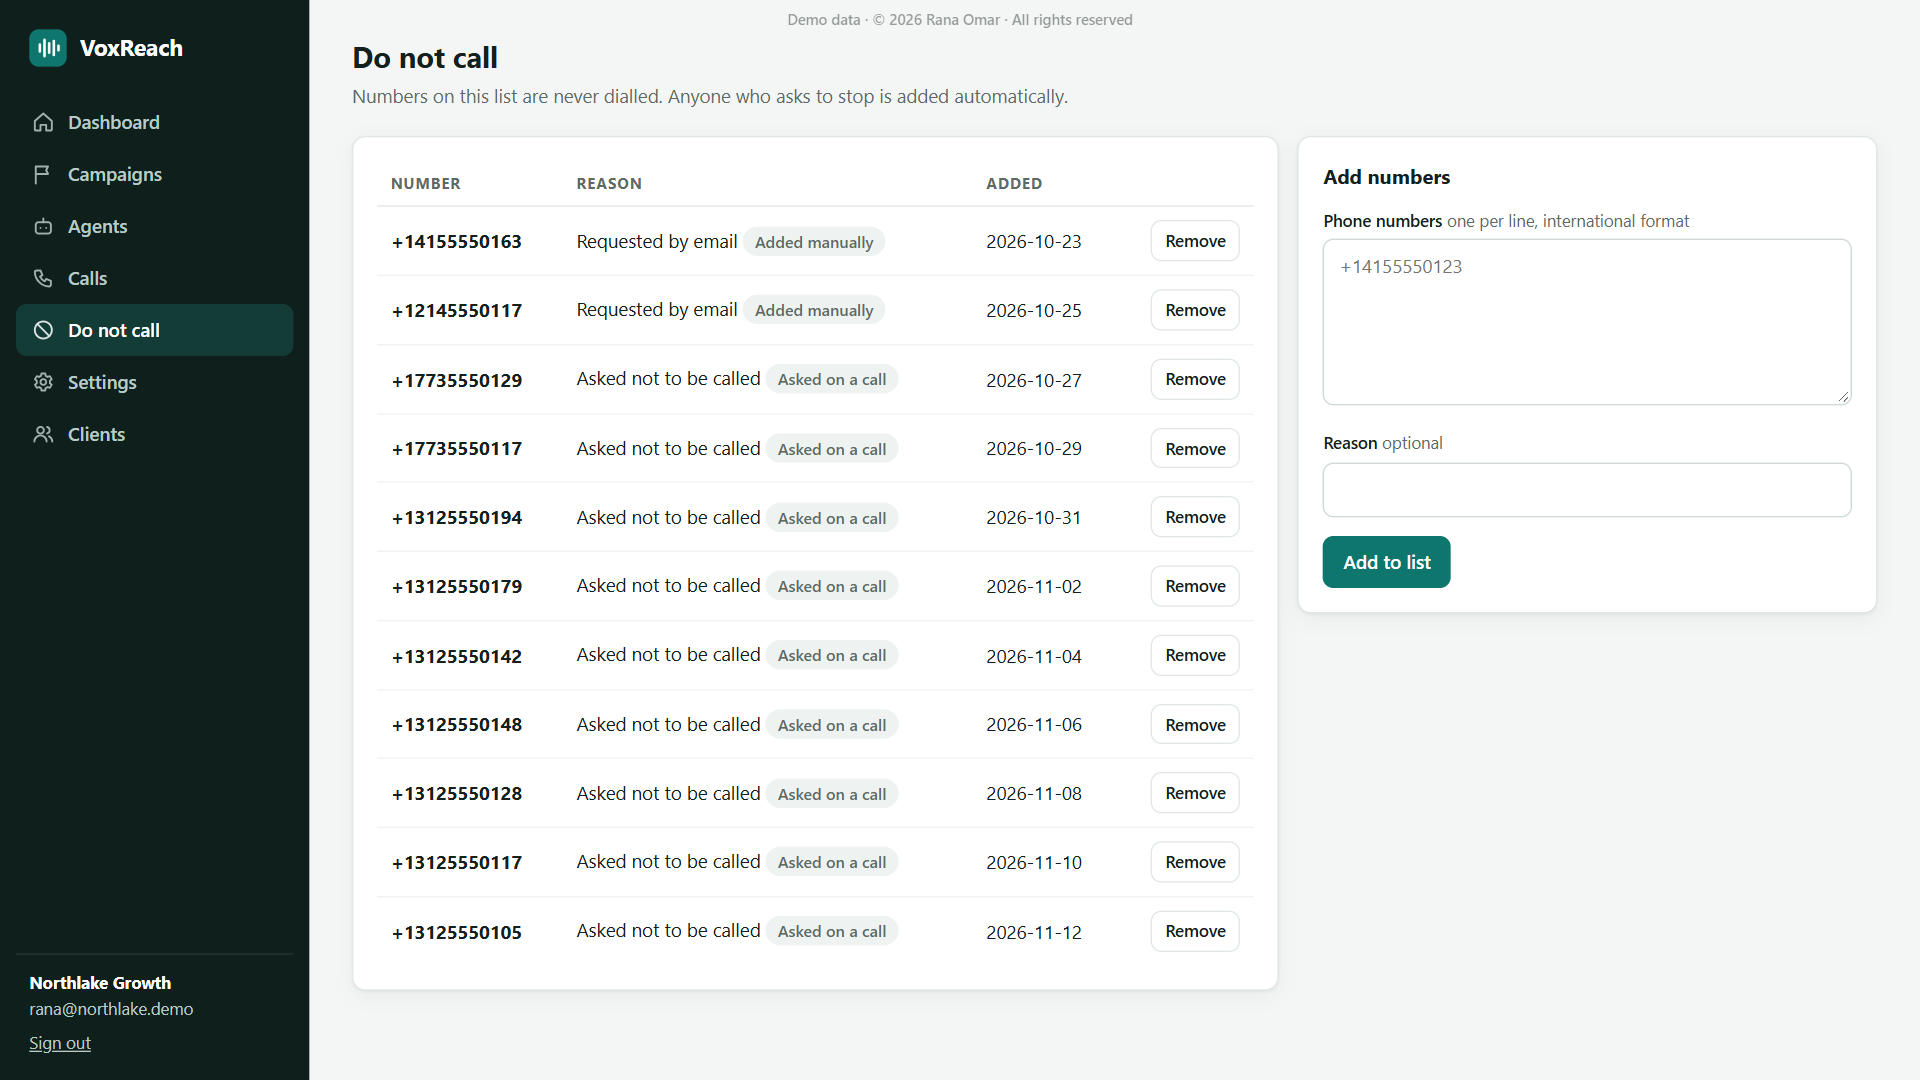 Demo data · © 2026 Rana Omar · All rights reserved
VoxReach
Dashboard
Campaigns
Agents
Calls
Do not call
Settings
Clients
Northlake Growth
rana@northlake.demo
Sign out
Do not call
Numbers on this list are never dialled. Anyone who asks to stop is added automatically.
NUMBER REASON ADDED
+14155550163 Requested by email Added manually 2026-10-23 Remove
+12145550117 Requested by email Added manually 2026-10-25 Remove
+17735550129 Asked not to be called Asked on a call 2026-10-27 Remove
+17735550117 Asked not to be called Asked on a call 2026-10-29 Remove
+13125550194 Asked not to be called Asked on a call 2026-10-31 Remove
+13125550179 Asked not to be called Asked on a call 2026-11-02 Remove
+13125550142 Asked not to be called Asked on a call 2026-11-04 Remove
+13125550148 Asked not to be called Asked on a call 2026-11-06 Remove
+13125550128 Asked not to be called Asked on a call 2026-11-08 Remove
+13125550117 Asked not to be called Asked on a call 2026-11-10 Remove
+13125550105 Asked not to be called Asked on a call 2026-11-12 Remove
Add numbers
Phone numbers one per line, international format
+14155550123
Reason optional
Add to list